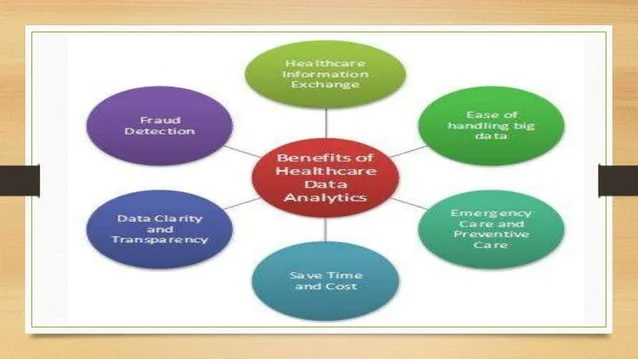 Healthcare
Information
Exchange
Ease of
handling big
data
Emergency
Care and
Preventive
Care
Save Time
and Cost
Data Clarity
and
Transparency
Fraud
Detection
Benefits of
Healthcare
Data
Analytics